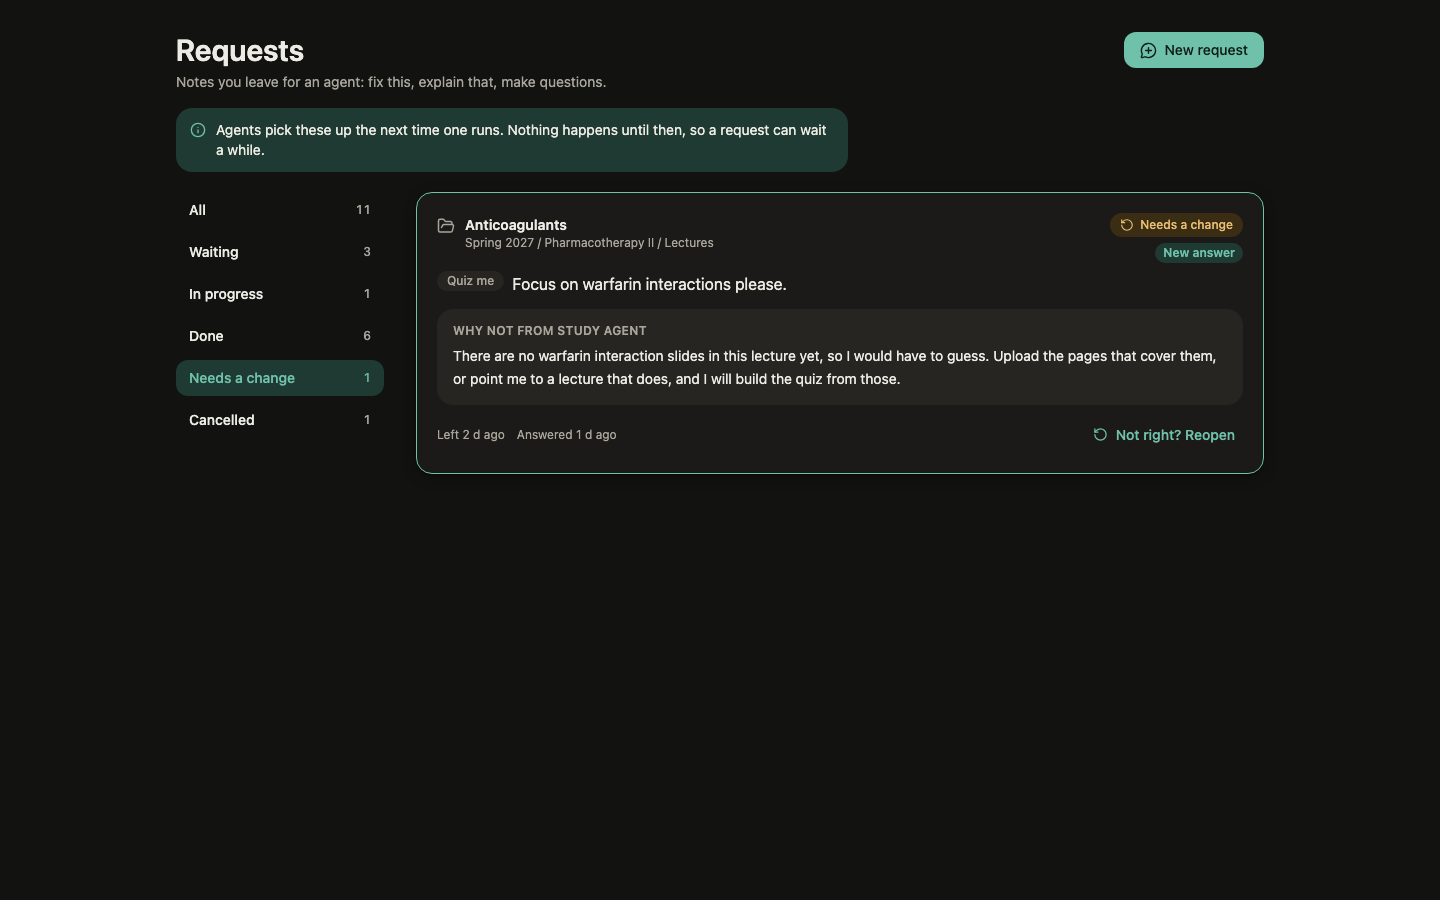 Requests
New request
Notes you leave for an agent: fix this, explain that, make questions.
Agents pick these up the next time one runs. Nothing happens until then, so a request can wait
a while.
All 11
Waiting 3
In progress 1
Done 6
Needs a change 1
Cancelled 1
Anticoagulants
Needs a change
Spring 2027 / Pharmacotherapy II / Lectures
New answer
Quiz me Focus on warfarin interactions please.
WHY NOT FROM STUDY AGENT
There are no warfarin interaction slides in this lecture yet, so I would have to guess. Upload the pages that cover them,
or point me to a lecture that does, and I will build the quiz from those.
Left 2 d ago Answered 1 d ago
Not right? Reopen